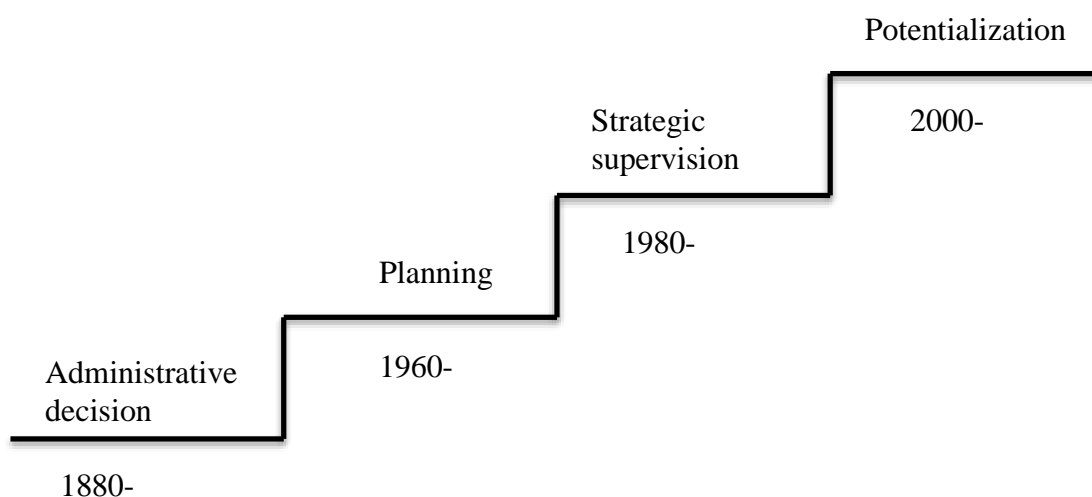 Potentialization
2000-
Strategic
supervision
1980-
Planning
1960-
Administrative
decision
1880-